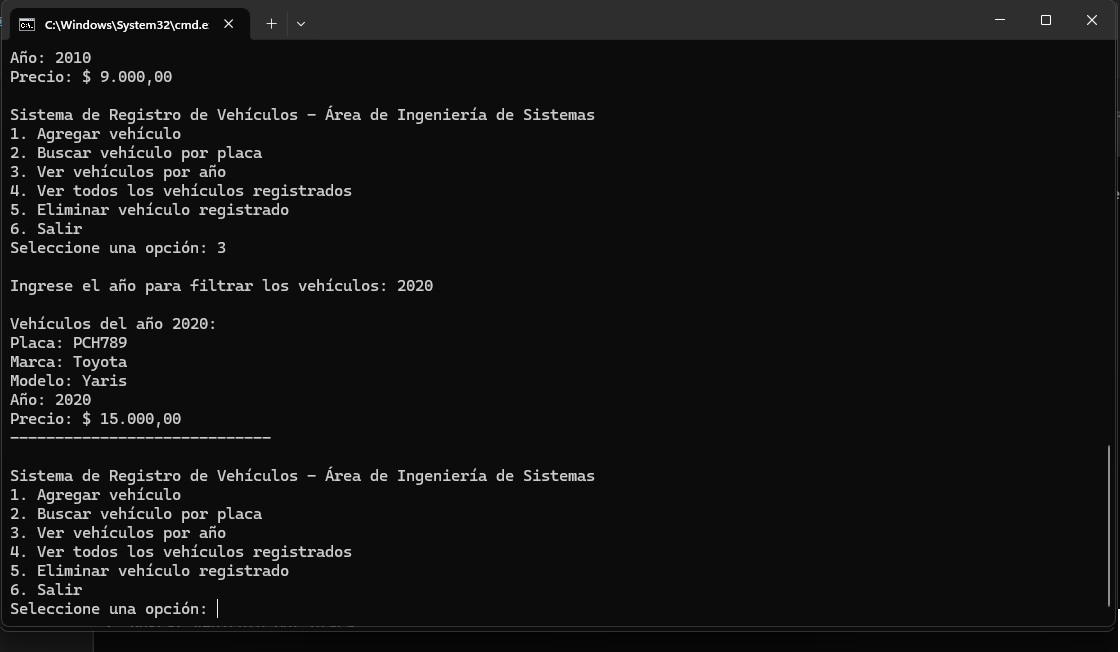 C:\Windows\System32\cmd.e
Año: 2010
Precio: $ 9.000,00
Sistema de Registro de Vehículos - Área de Ingeniería de Sistemas
1. Agregar vehículo
2. Buscar vehículo por placa
3. Ver vehículos por año
4. Ver todos los vehículos registrados
5. Eliminar vehículo registrado
6. Salir
Seleccione una opción: 3
Ingrese el año para filtrar los vehículos: 2020
Vehículos del año 2020:
Placa: PCH789
Marca: Toyota
Modelo: Yaris
Año: 2020
Precio: $ 15.000,00
-----------------------------
Sistema de Registro de Vehículos - Área de Ingeniería de Sistemas
1. Agregar vehículo
2. Buscar vehículo por placa
3. Ver vehículos por año
4. Ver todos los vehículos registrados
5. Eliminar vehículo registrado
6. Salir
Seleccione una opción: